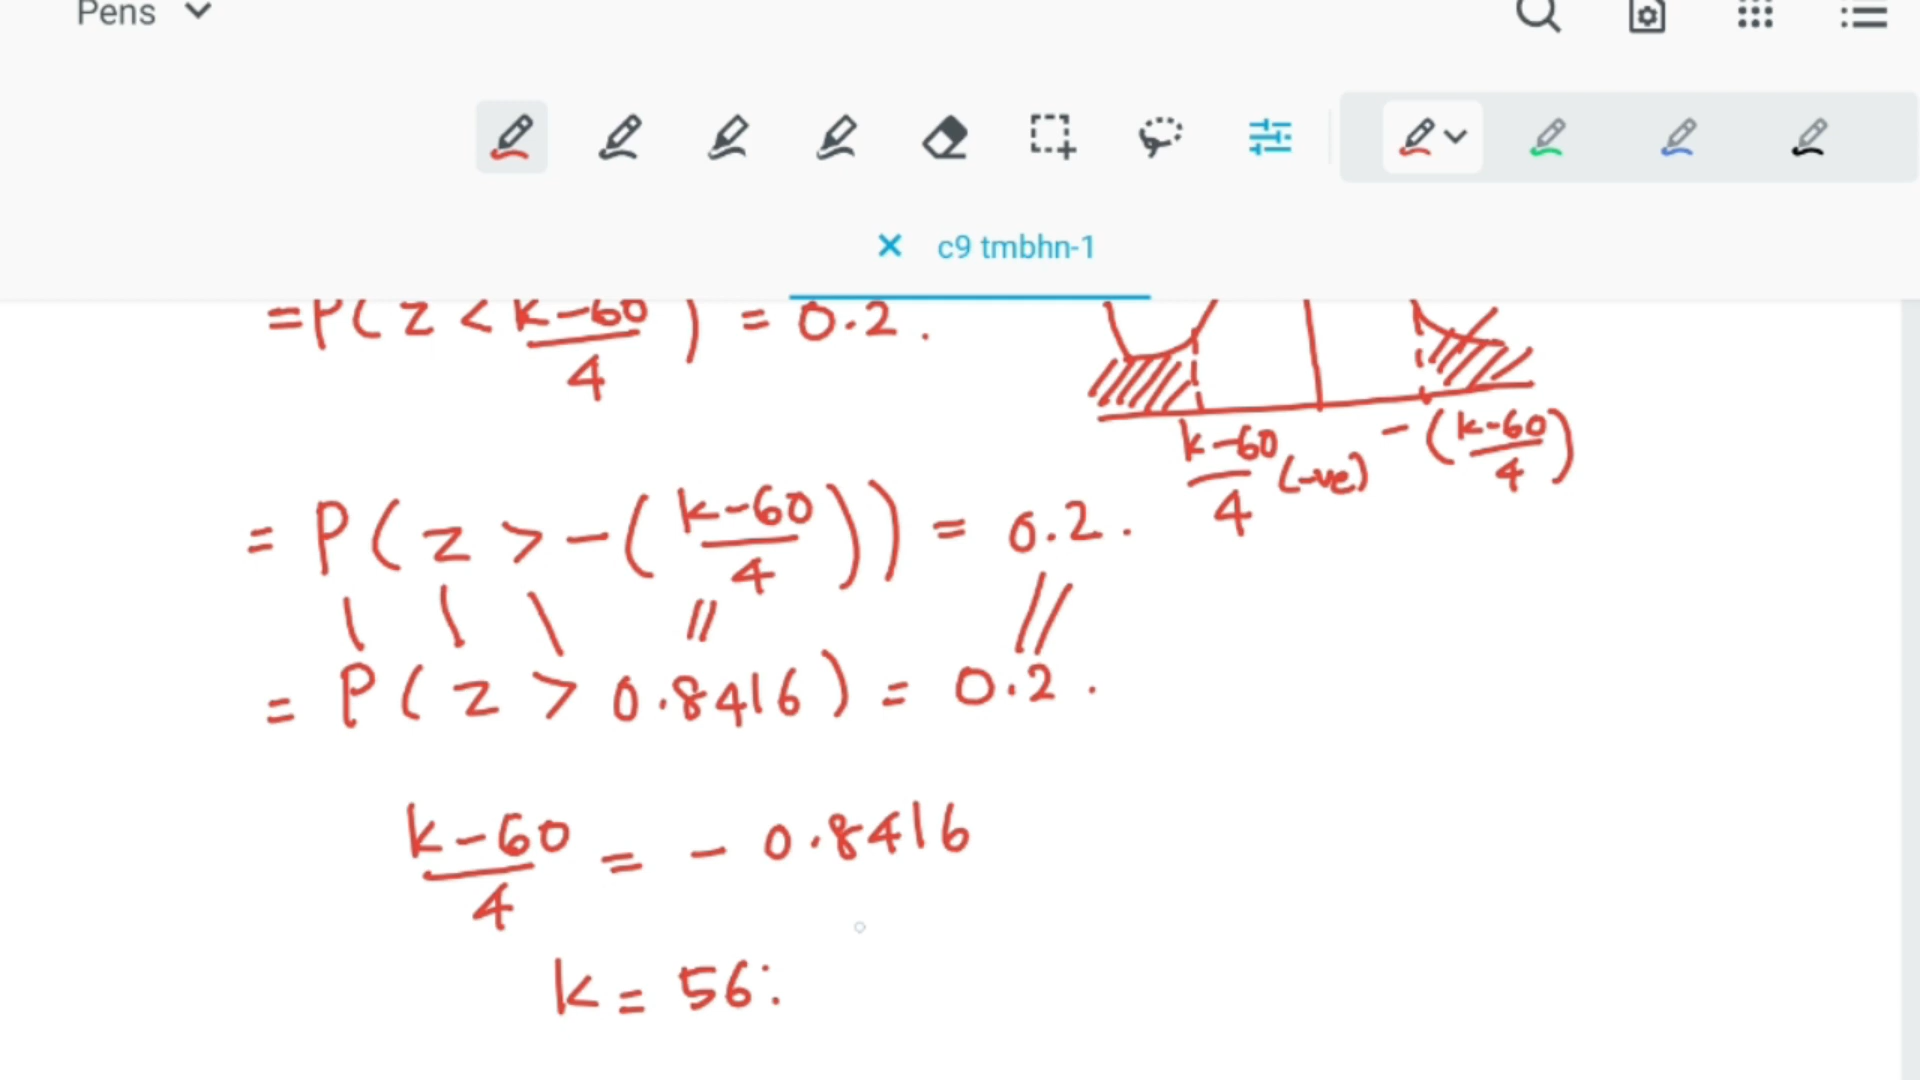 Pens
c9 tmbhn-1
=P(z < (k-60)/4) = 0.2.
(k-60)/4 (-ve) -((k-60)/4)
= P(z > -((k-60)/4)) = 0.2.
= P(z > 0.8416) = 0.2.
(k-60)/4 = - 0.8416
k = 56: